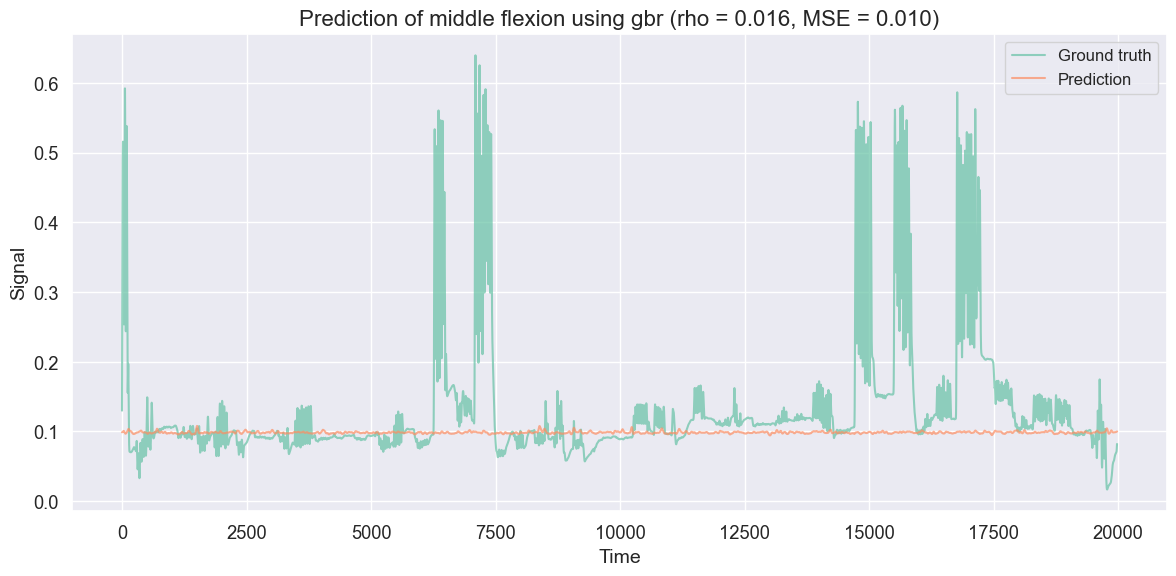 Prediction of middle flexion using gbr (rho = 0.016, MSE = 0.010)
Ground truth
Prediction
0.6
0.5
0.4
0.3
0.2
0.1
0.0
Signal
0 2500 5000 7500 10000 12500 15000 17500 20000
Time